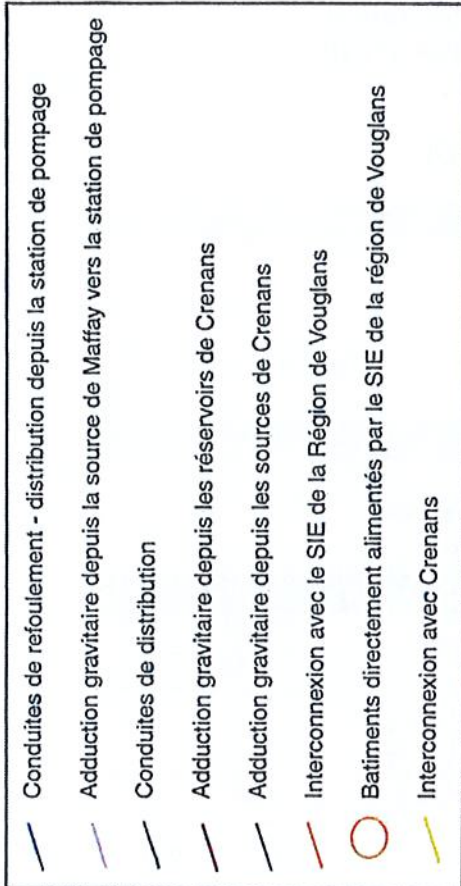 Conduites de refoulement - distribution depuis la station de pompage
Adduction gravitaire depuis la source de Maffay vers la station de pompage
Conduites de distribution
Adduction gravitaire depuis les réservoirs de Crenans
Adduction gravitaire depuis les sources de Crenans
Interconnexion avec le SIE de la Région de Vouglans
Batiments directement alimentés par le SIE de la région de Vouglans
Interconnexion avec Crenans